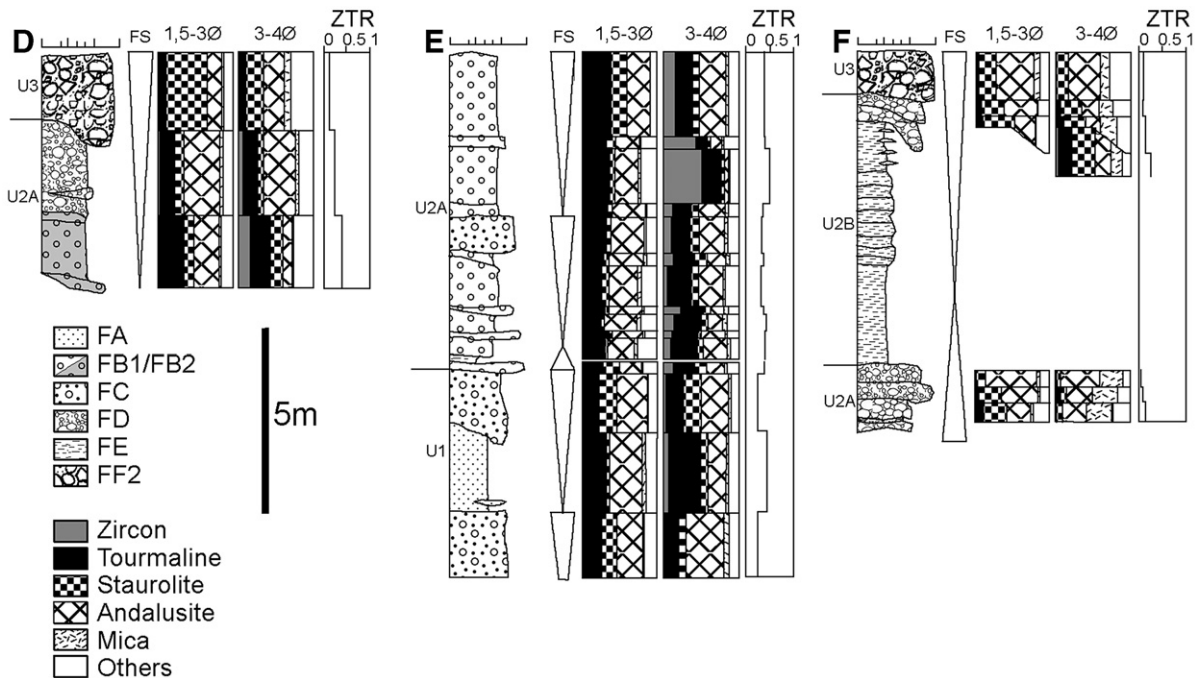 D FS 1,5-3Ø 3-4Ø ZTR
0 0.5 1
U3
U2A
E FS 1,5-3Ø 3-4Ø ZTR
0 0.5 1
U2A
U1
F FS 1,5-3Ø 3-4Ø ZTR
0 0.5 1
U3
U2B
U2A
FA
FB1/FB2
FC
FD
FE
FF2
5m
Zircon
Tourmaline
Staurolite
Andalusite
Mica
Others